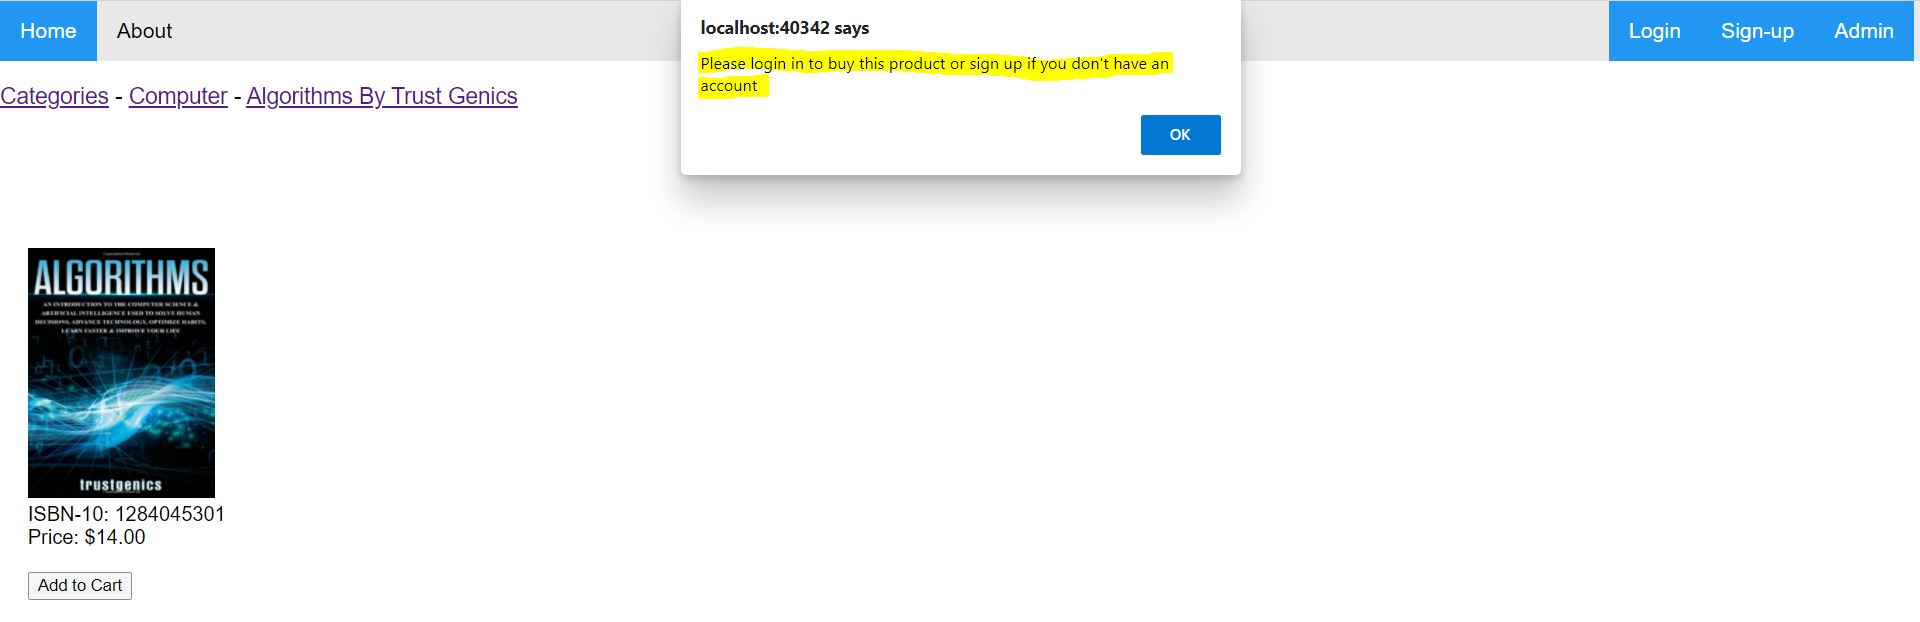 Home About
localhost:40342 says
Login Sign-up Admin
Please login in to buy this product or sign up if you don't have an
account
OK
Categories - Computer - Algorithms By Trust Genics
ALGORITHMS
AN INTRODUCTION TO THE COMPUTER SCIENCE &
ARTIFICIAL INTELLIGENCE USED TO SOLVE HUMAN
DECISIONS, ADVANCE TECHNOLOGY, OPTIMIZE HABITS,
LEARN FASTER & IMPROVE YOUR LIFE
trustgenics
ISBN-10: 1284045301
Price: $14.00
Add to Cart